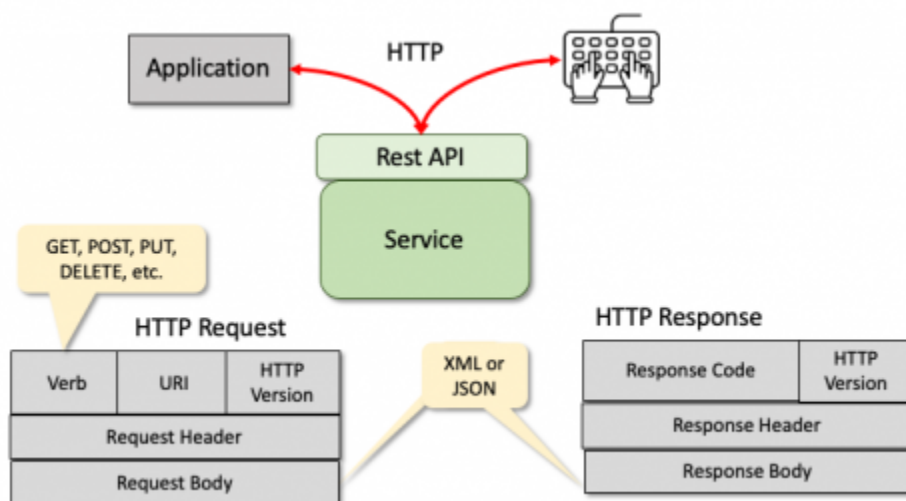 Application
HTTP
Rest API
Service
GET, POST, PUT,
DELETE, etc.
HTTP Request
HTTP Response
Verb
URI
HTTP
Version
Request Header
Request Body
XML or
JSON
Response Code
HTTP
Version
Response Header
Response Body